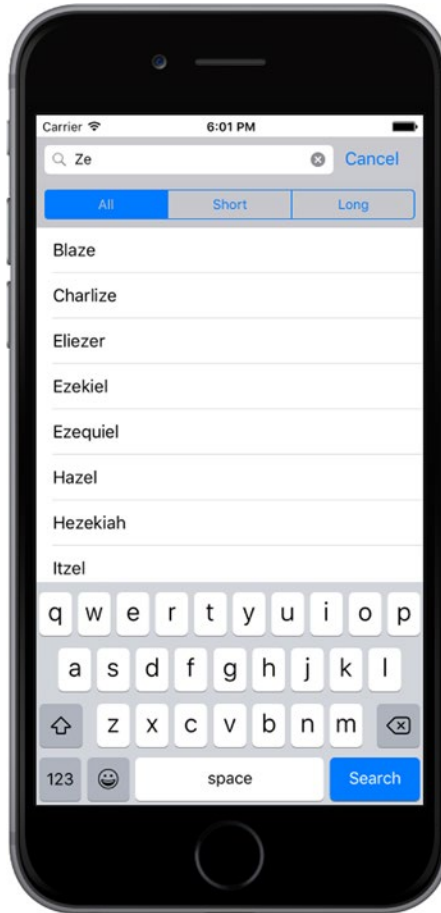 Carrier 6:01 PM
Ze Cancel
All Short Long
Blaze
Charlize
Eliezer
Ezekiel
Ezequiel
Hazel
Hezekiah
Itzel
q w e r t y u i o p
a s d f g h j k l
z x c v b n m
123 space Search